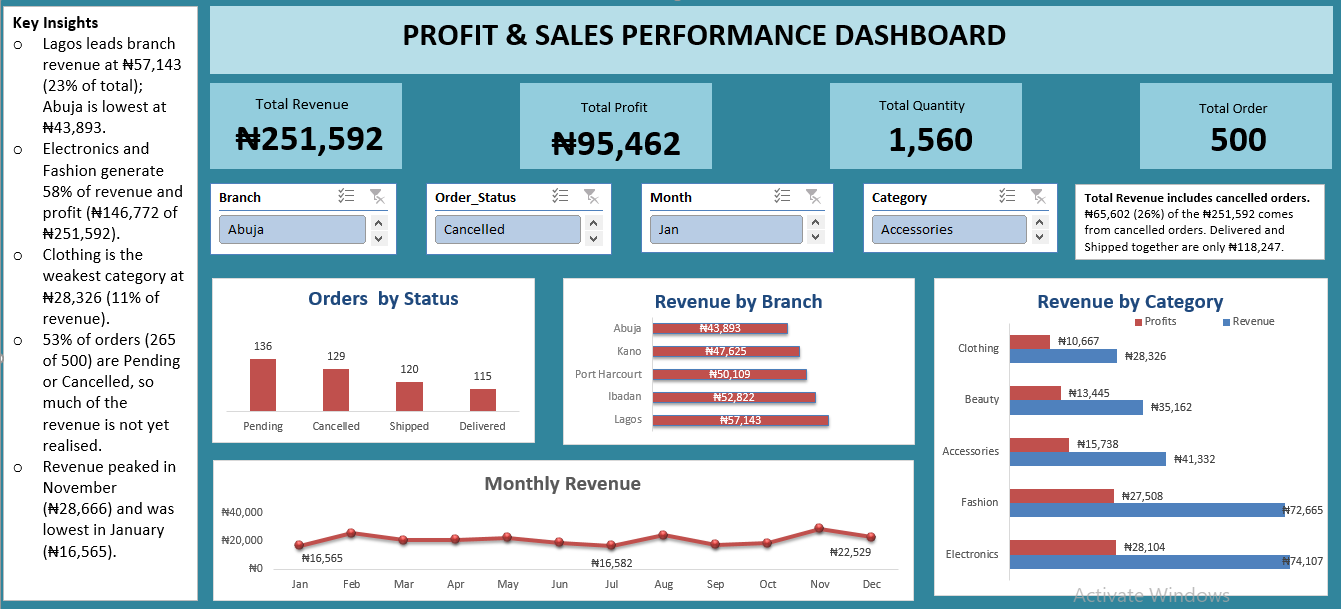 Key Insights
o Lagos leads branch
revenue at ₦57,143
(23% of total);
Abuja is lowest at
₦43,893.
o Electronics and
Fashion generate
58% of revenue and
profit (₦146,772 of
₦251,592).
o Clothing is the
weakest category at
₦28,326 (11% of
revenue).
o 53% of orders (265
of 500) are Pending
or Cancelled, so
much of the
revenue is not yet
realised.
o Revenue peaked in
November
(₦28,666) and was
lowest in January
(₦16,565).
PROFIT & SALES PERFORMANCE DASHBOARD
Total Revenue
₦251,592
Total Profit
₦95,462
Total Quantity
1,560
Total Order
500
Branch
Abuja
Order_Status
Cancelled
Month
Jan
Category
Accessories
Total Revenue includes cancelled orders.
₦65,602 (26%) of the ₦251,592 comes
from cancelled orders. Delivered and
Shipped together are only ₦118,247.
Orders  by Status
136
129
120
115
Pending
Cancelled
Shipped
Delivered
Revenue by Branch
Abuja ₦43,893
Kano ₦47,625
Port Harcourt ₦50,109
Ibadan ₦52,822
Lagos ₦57,143
Revenue by Category
Profits
Revenue
Clothing
₦10,667
₦28,326
Beauty
₦13,445
₦35,162
Accessories
₦15,738
₦41,332
Fashion
₦27,508
₦72,665
Electronics
₦28,104
₦74,107
Monthly Revenue
₦40,000
₦20,000
₦0
₦16,565
₦16,582
₦22,529
Jan Feb Mar Apr May Jun Jul Aug Sep Oct Nov Dec
Activate Windows